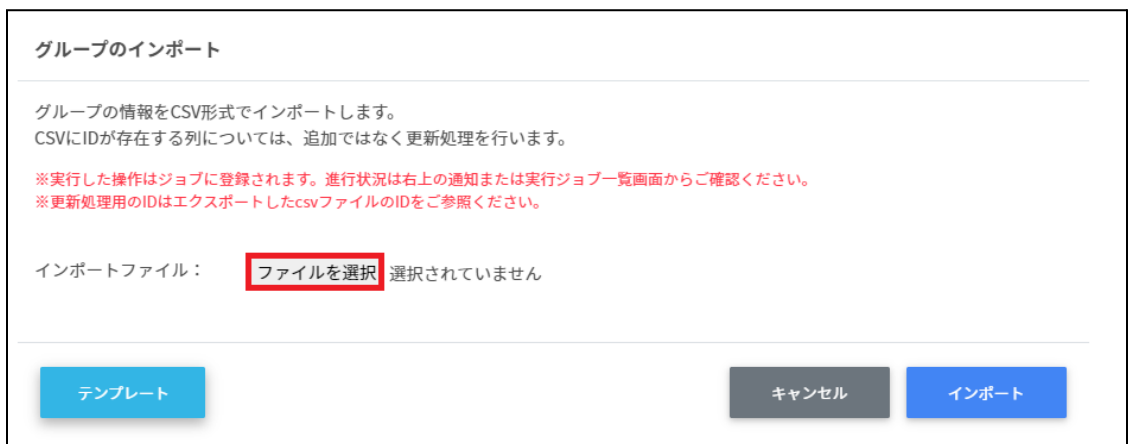 グループのインポート
グループの情報をCSV形式でインポートします。
CSVにIDが存在する列については、追加ではなく更新処理を行います。
※実行した操作はジョブに登録されます。進行状況は右上の通知または実行ジョブ一覧画面からご確認ください。
※更新処理用のIDはエクスポートしたcsvファイルのIDをご参照ください。
インポートファイル： ファイルを選択 選択されていません
テンプレート キャンセル インポート